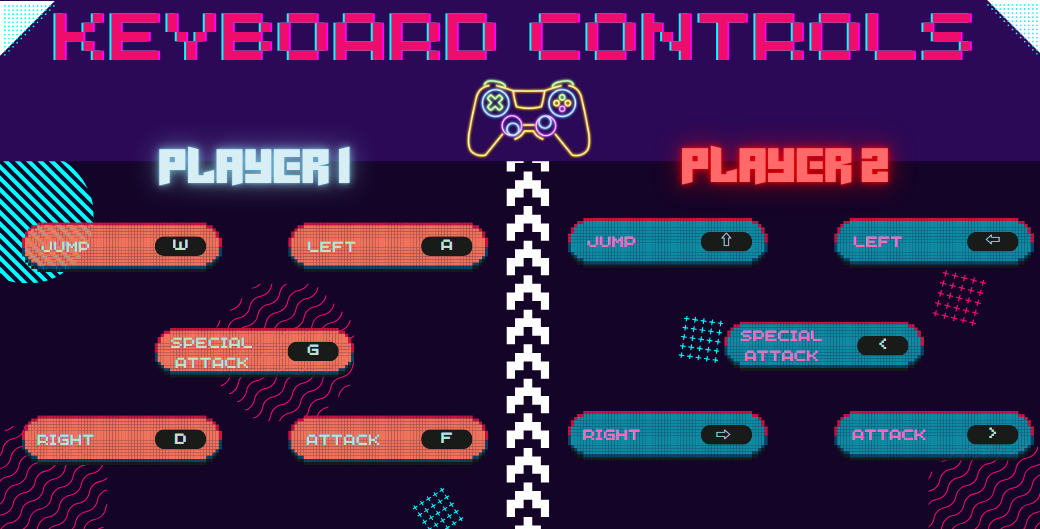 KEYBOARD CONTROLS
PLAYER 1
JUMP W
LEFT A
SPECIAL
ATTACK G
RIGHT D
ATTACK F
PLAYER 2
JUMP ⇧
LEFT ⇦
SPECIAL
ATTACK <
RIGHT ⇨
ATTACK >